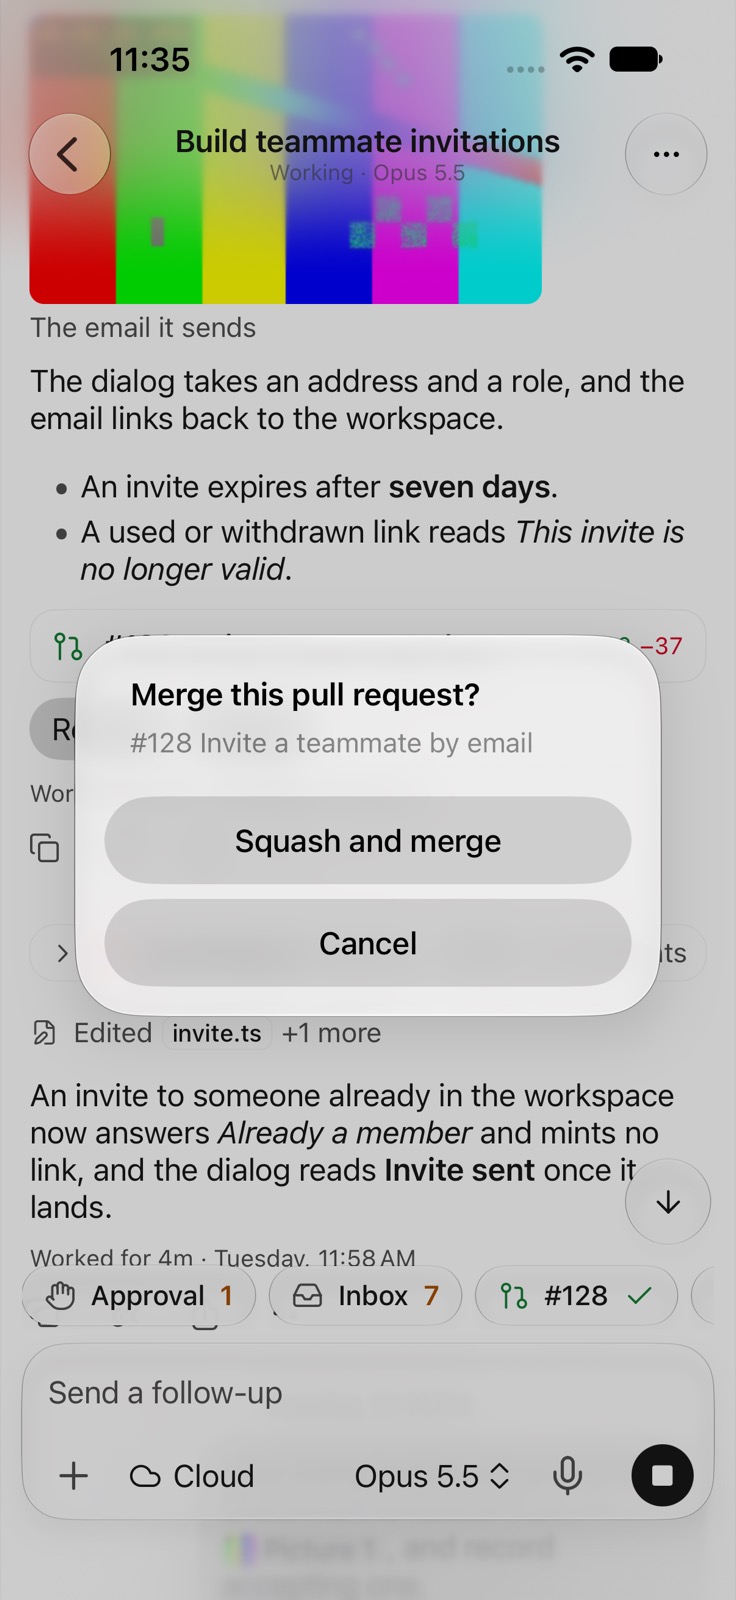 11:35
Build teammate invitations
Working · Opus 5.5
The email it sends
The dialog takes an address and a role, and the
email links back to the workspace.
• An invite expires after seven days.
• A used or withdrawn link reads This invite is
no longer valid.
−37
Merge this pull request?
#128 Invite a teammate by email
Squash and merge
Cancel
Edited invite.ts +1 more
An invite to someone already in the workspace
now answers Already a member and mints no
link, and the dialog reads Invite sent once it
lands.
Worked for 4m · Tuesday, 11:58 AM
Approval 1
Inbox 7
#128
Send a follow-up
Cloud
Opus 5.5